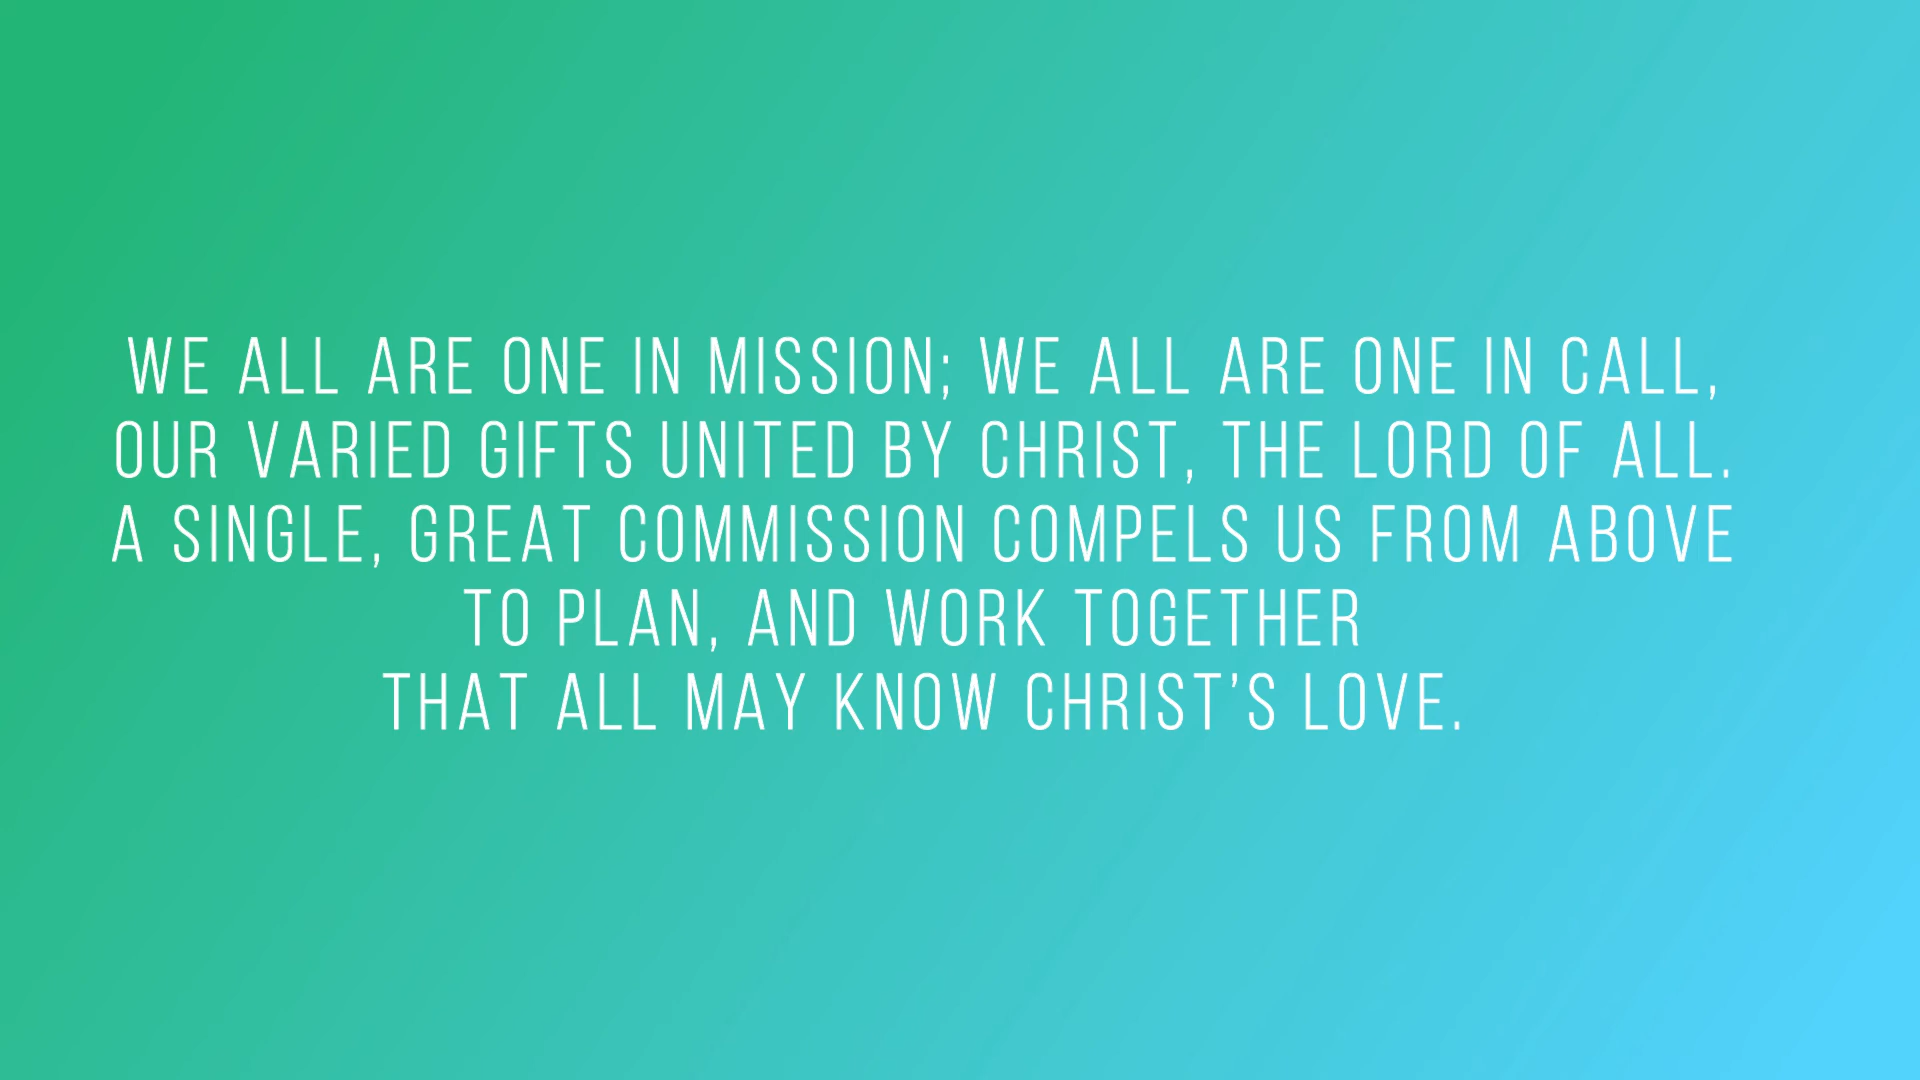 WE ALL ARE ONE IN MISSION; WE ALL ARE ONE IN CALL,
OUR VARIED GIFTS UNITED BY CHRIST, THE LORD OF ALL.
A SINGLE, GREAT COMMISSION COMPELS US FROM ABOVE
TO PLAN, AND WORK TOGETHER
THAT ALL MAY KNOW CHRIST’S LOVE.